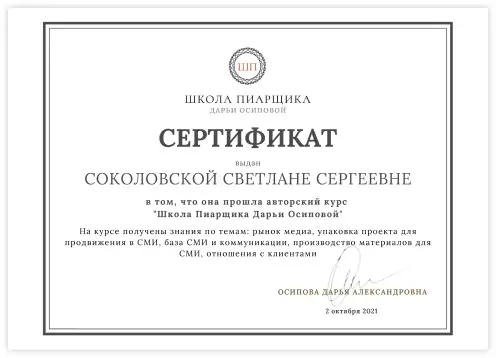 ШП
ШКОЛА ПИАРЩИКА
ДАРЬИ ОСИПОВОЙ
СЕРТИФИКАТ
выдан
СОКОЛОВСКОЙ СВЕТЛАНЕ СЕРГЕЕВНЕ
в том, что она прошла авторский курс
"Школа Пиарщика Дарьи Осиповой"
На курсе получены знания по темам: рынок медиа, упаковка проекта для
продвижения в СМИ, база СМИ и коммуникации, производство материалов для
СМИ, отношения с клиентами
ОСИПОВА ДАРЬЯ АЛЕКСАНДРОВНА
2 октября 2021